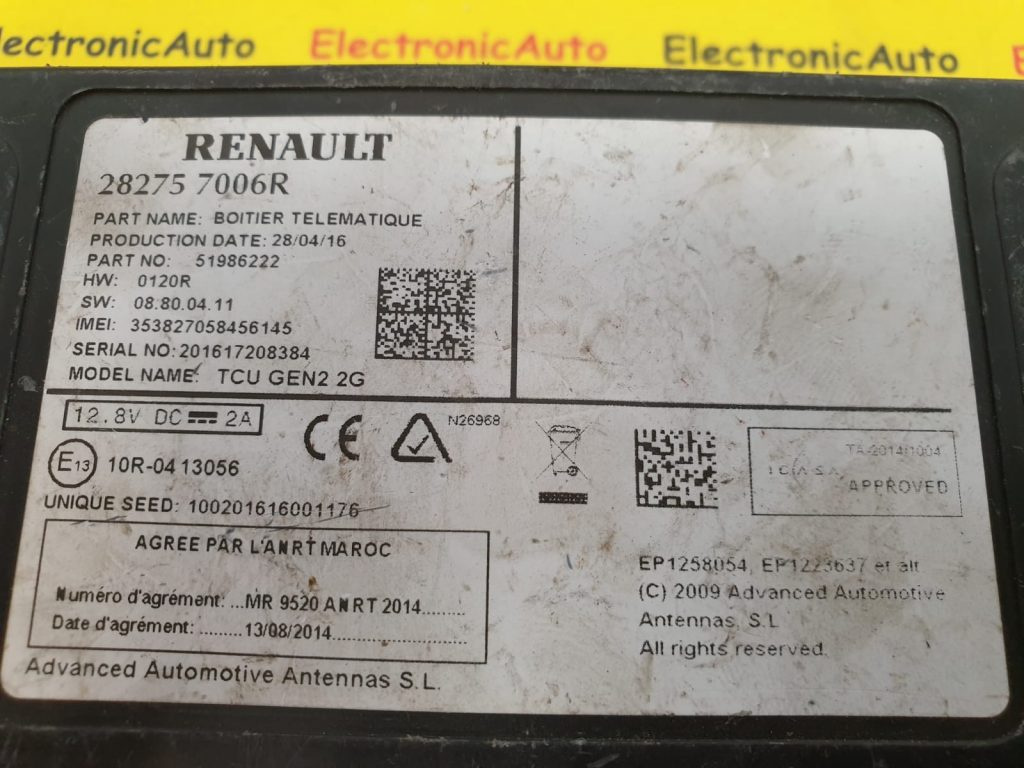 ElectronicAuto ElectronicAuto ElectronicAuto
RENAULT
28275 7006R
PART NAME: BOITIER TELEMATIQUE
PRODUCTION DATE: 28/04/16
PART NO: 51986222
HW: 0120R
SW: 08.80.04.11
IMEI: 353827058456145
SERIAL NO: 201617208384
MODEL NAME: TCU GEN2 2G
12.8V DC 2A
CE
N26968
E13 10R-04 13056
UNIQUE SEED: 100201616001176
AGREE PAR L'ANRT MAROC
Numéro d'agrément: ...MR 9520 ANRT 2014........
Date d'agrément: .........13/08/2014.........................
Advanced Automotive Antennas S.L.
TA-2014/1004
I C A S A
APPROVED
EP1258054, EP1223637 et alt
(C) 2009 Advanced Automotive
Antennas, S.L
All rights reserved.